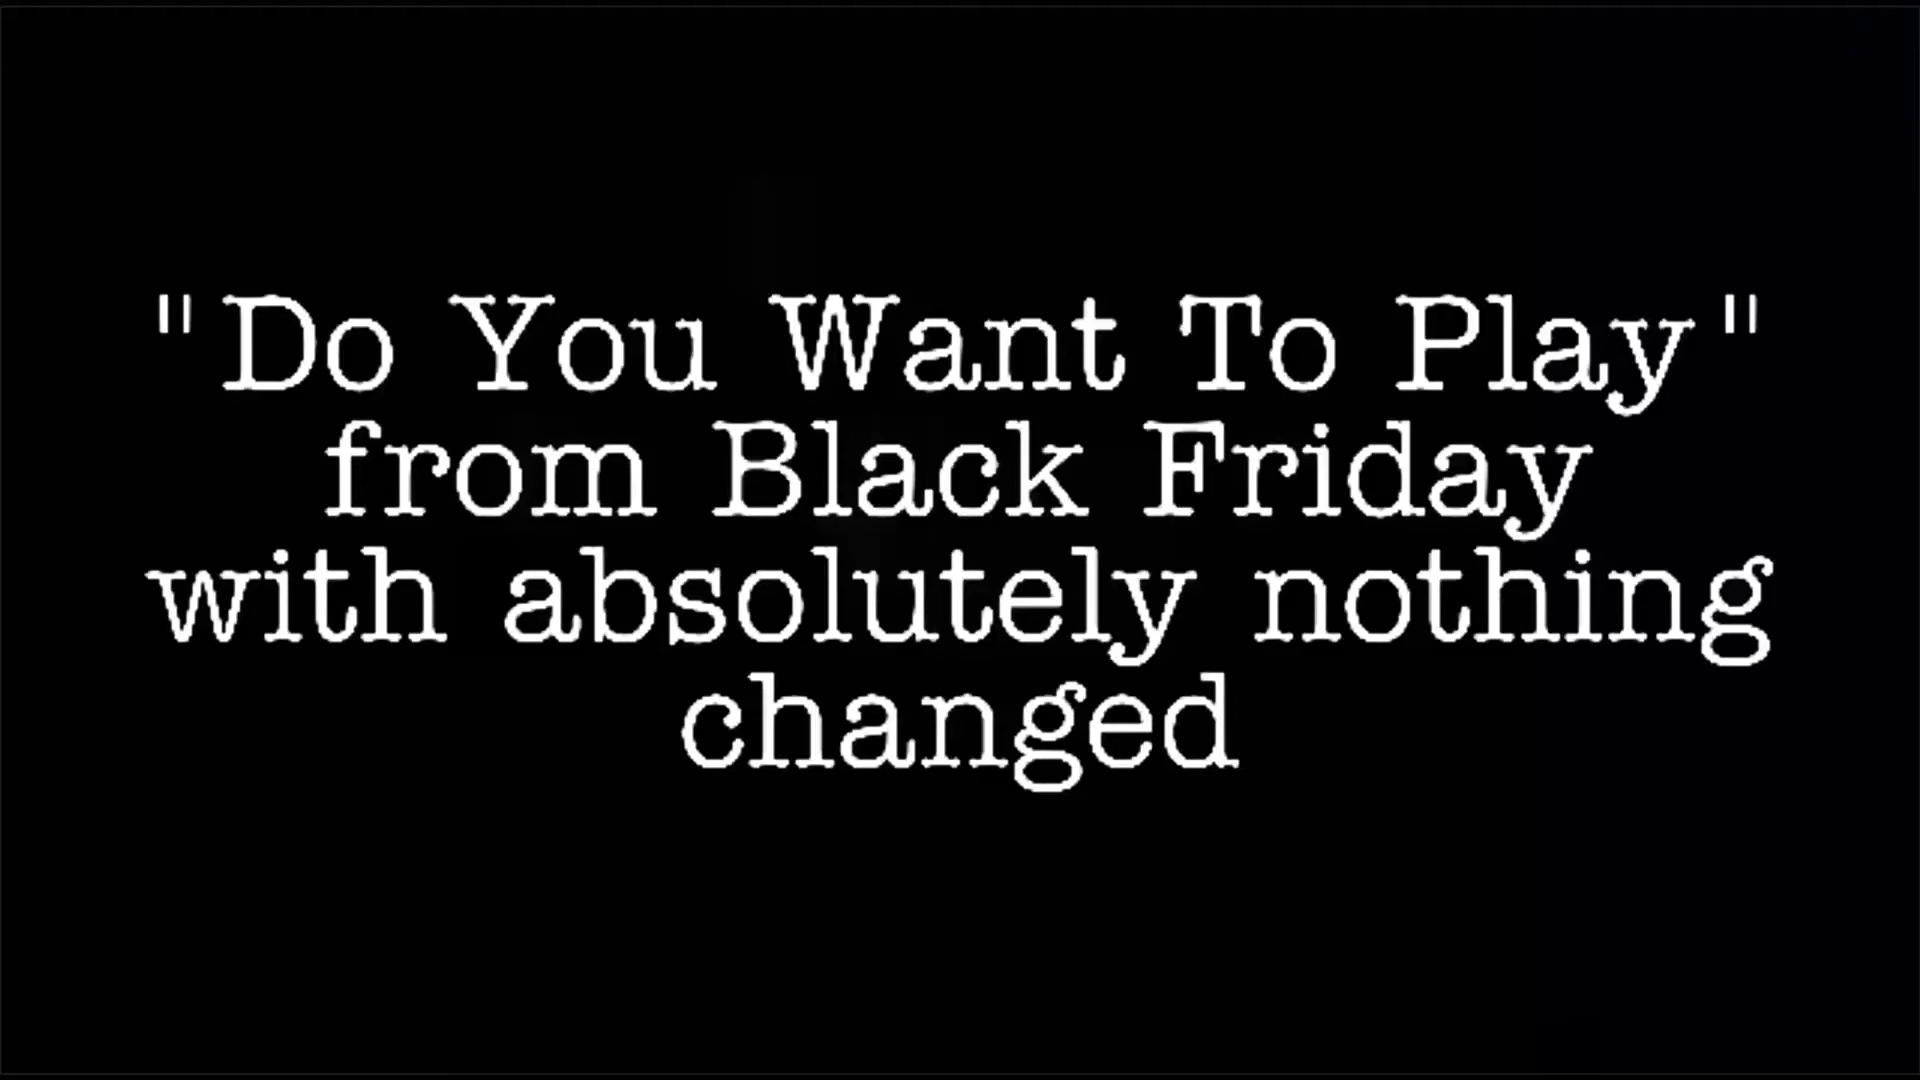 "Do You Want To Play"
from Black Friday
with absolutely nothing
changed